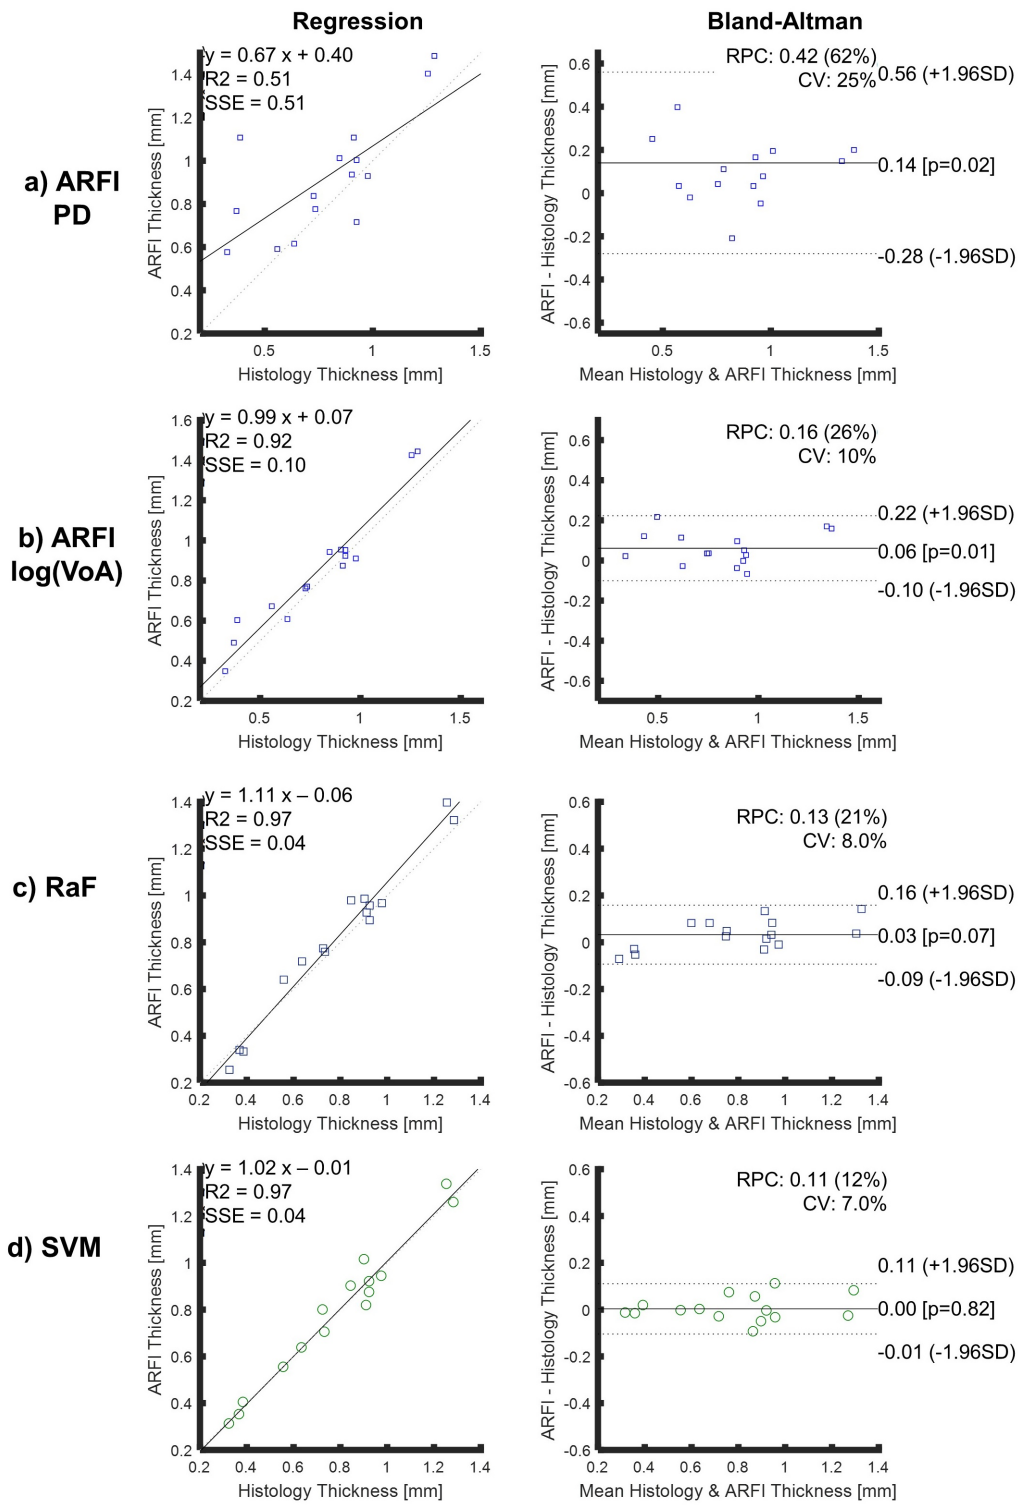 Regression
Bland-Altman
a) ARFI
PD
y = 0.67 x + 0.40
R2 = 0.51
SSE = 0.51
1.4
1.2
1
0.8
0.6
0.4
0.2
0.5
1
1.5
ARFI Thickness [mm]
Histology Thickness [mm]
RPC: 0.42 (62%)
CV: 25%
0.56 (+1.96SD)
0.14 [p=0.02]
-0.28 (-1.96SD)
0.6
0.4
0.2
0
-0.2
-0.4
-0.6
0.5
1
1.5
ARFI - Histology Thickness [mm]
Mean Histology & ARFI Thickness [mm]
b) ARFI
log(VoA)
y = 0.99 x + 0.07
R2 = 0.92
SSE = 0.10
1.6
1.4
1.2
1
0.8
0.6
0.4
0.2
0.5
1
1.5
ARFI Thickness [mm]
Histology Thickness [mm]
RPC: 0.16 (26%)
CV: 10%
0.22 (+1.96SD)
0.06 [p=0.01]
-0.10 (-1.96SD)
0.6
0.4
0.2
0
-0.2
-0.4
-0.6
0.5
1
1.5
ARFI - Histology Thickness [mm]
Mean Histology & ARFI Thickness [mm]
c) RaF
y = 1.11 x – 0.06
R2 = 0.97
SSE = 0.04
1.4
1.2
1
0.8
0.6
0.4
0.2
0.2 0.4 0.6 0.8 1 1.2 1.4
ARFI Thickness [mm]
Histology Thickness [mm]
RPC: 0.13 (21%)
CV: 8.0%
0.16 (+1.96SD)
0.03 [p=0.07]
-0.09 (-1.96SD)
0.6
0.4
0.2
0
-0.2
-0.4
-0.6
0.2 0.4 0.6 0.8 1 1.2 1.4
ARFI - Histology Thickness [mm]
Mean Histology & ARFI Thickness [mm]
d) SVM
y = 1.02 x – 0.01
R2 = 0.97
SSE = 0.04
1.4
1.2
1
0.8
0.6
0.4
0.2
0.2 0.4 0.6 0.8 1 1.2 1.4
ARFI Thickness [mm]
Histology Thickness [mm]
RPC: 0.11 (12%)
CV: 7.0%
0.11 (+1.96SD)
0.00 [p=0.82]
-0.01 (-1.96SD)
0.6
0.4
0.2
0
-0.2
-0.4
-0.6
0.2 0.4 0.6 0.8 1 1.2 1.4
ARFI - Histology Thickness [mm]
Mean Histology & ARFI Thickness [mm]